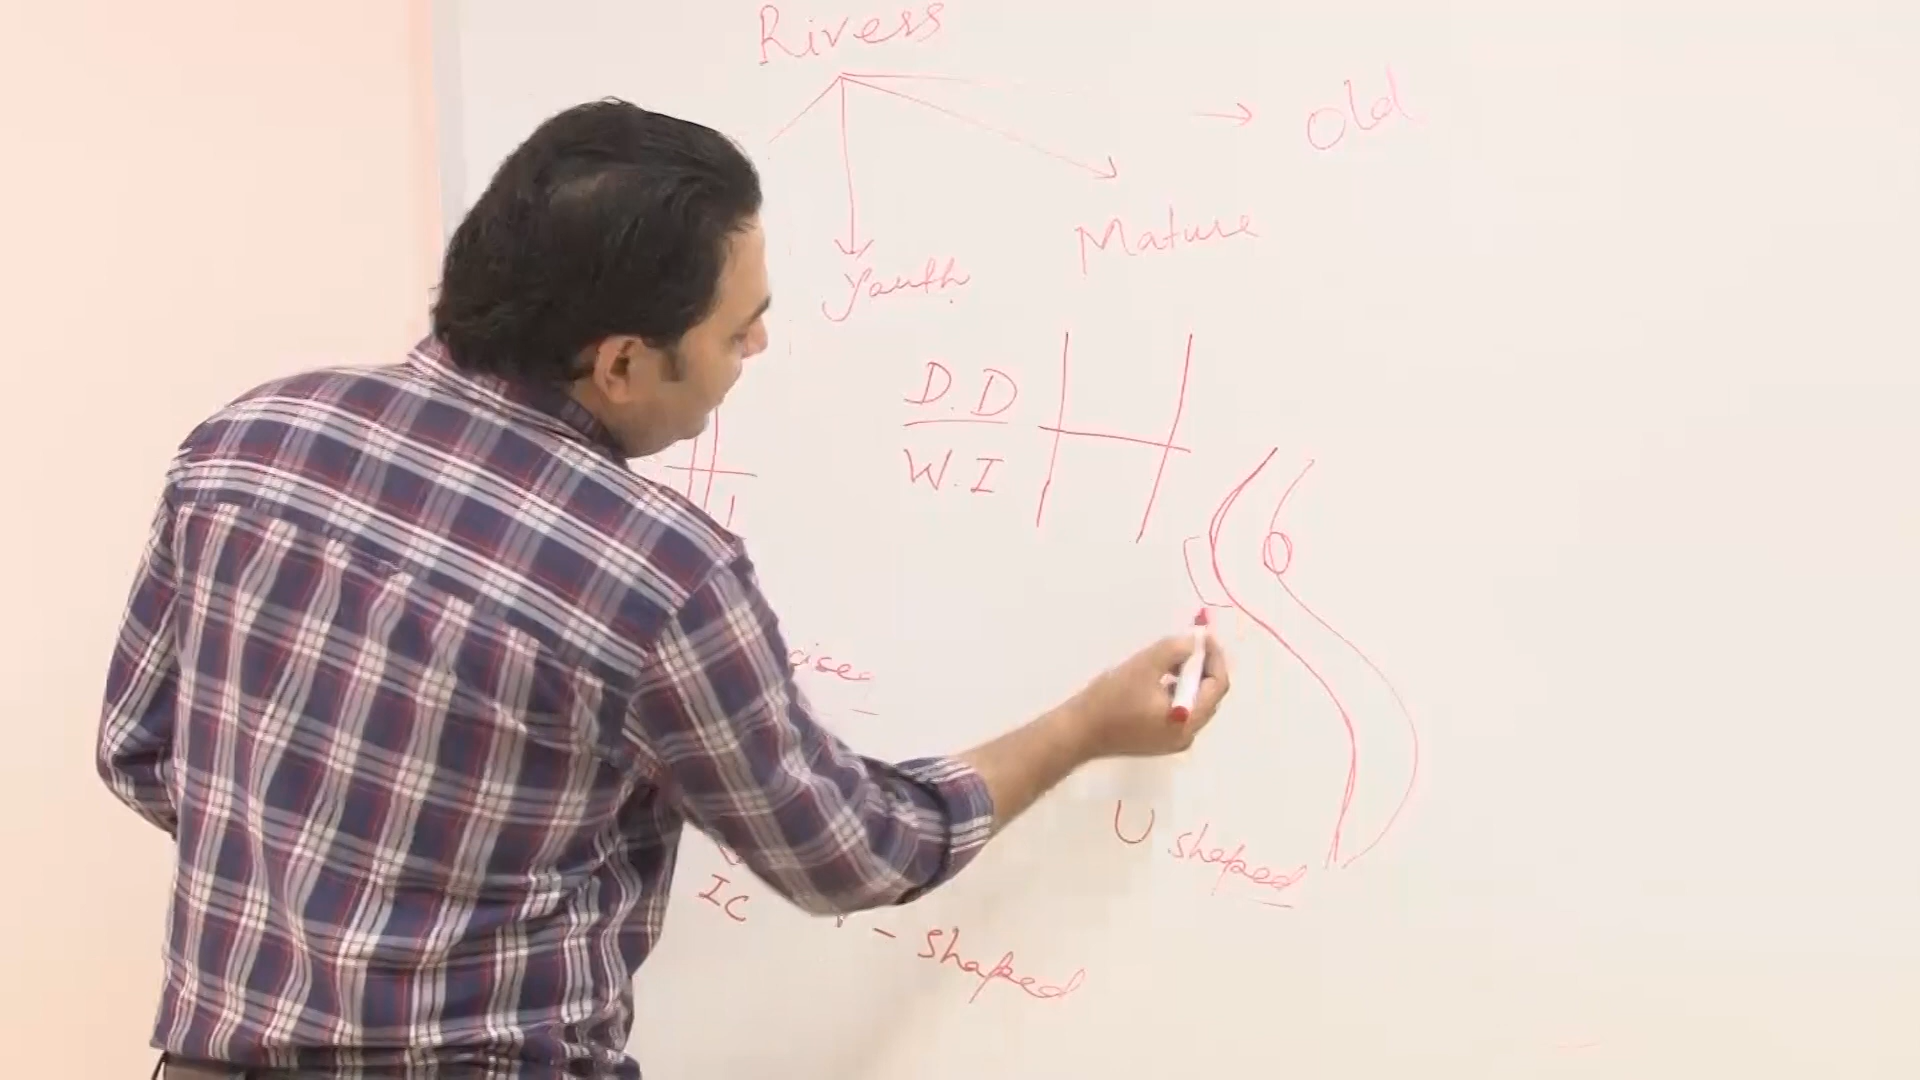 Rivers
Old
Mature
Youth
D.D
W.I
U shaped
IC
- shaped